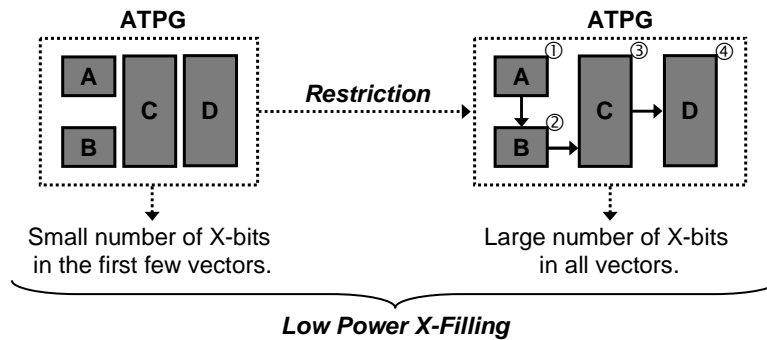 ATPG
A
B
C
D
Restriction
ATPG
A
①
B
②
C
③
D
④
Small number of X-bits
in the first few vectors.
Large number of X-bits
in all vectors.
Low Power X-Filling